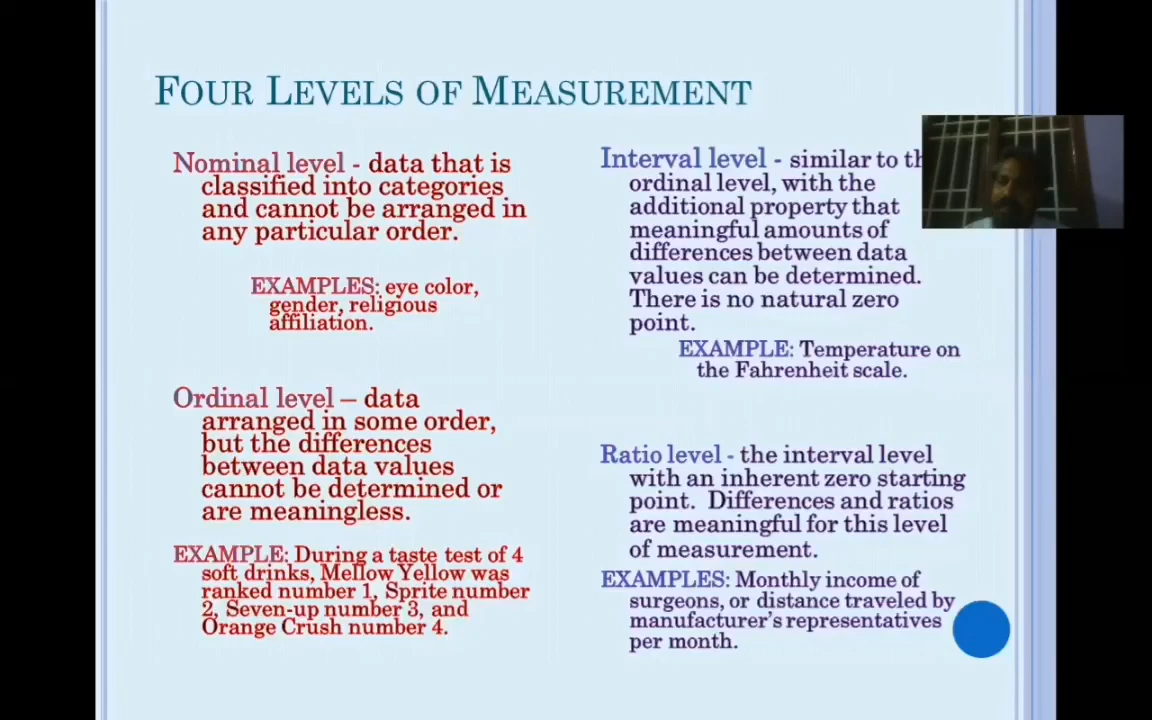 FOUR LEVELS OF MEASUREMENT
Nominal level - data that is
classified into categories
and cannot be arranged in
any particular order.
EXAMPLES: eye color,
gender, religious
affiliation.
Ordinal level – data
arranged in some order,
but the differences
between data values
cannot be determined or
are meaningless.
EXAMPLE: During a taste test of 4
soft drinks, Mellow Yellow was
ranked number 1, Sprite number
2, Seven-up number 3, and
Orange Crush number 4.
Interval level - similar to
ordinal level, with the
additional property that
meaningful amounts of
differences between data
values can be determined.
There is no natural zero
point.
EXAMPLE: Temperature on
the Fahrenheit scale.
Ratio level - the interval level
with an inherent zero starting
point. Differences and ratios
are meaningful for this level
of measurement.
EXAMPLES: Monthly income of
surgeons, or distance traveled by
manufacturer's representatives
per month.